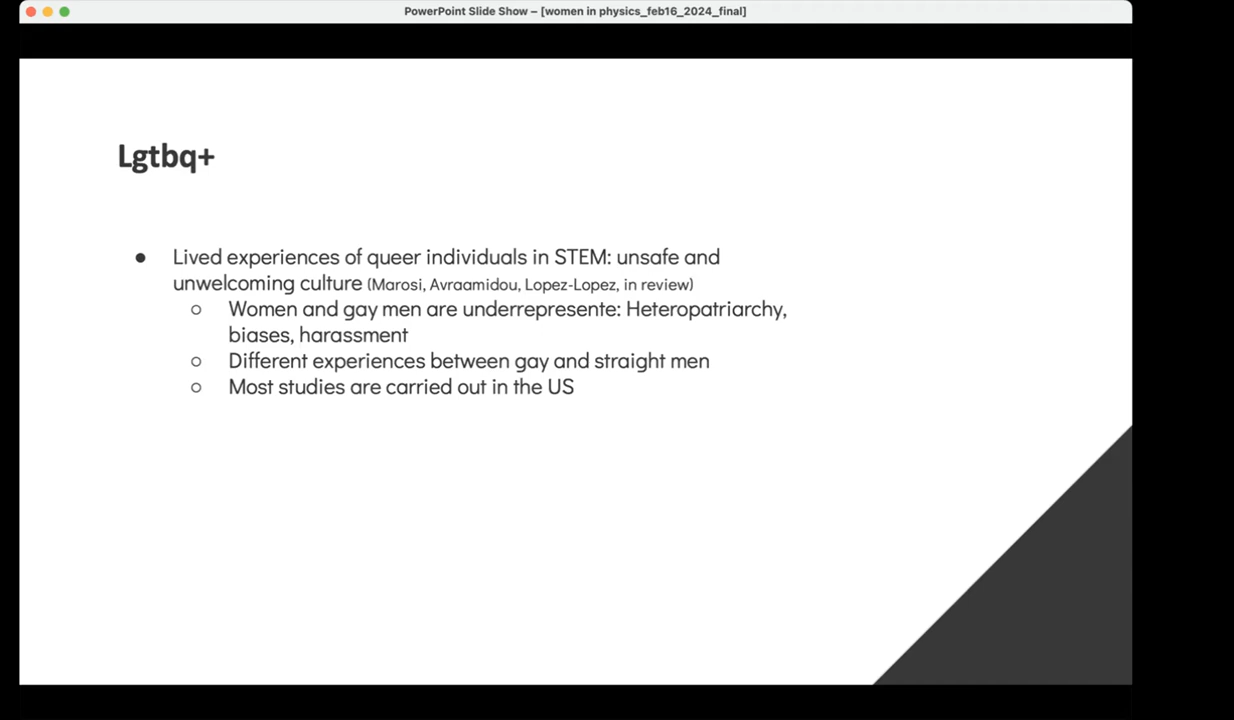 PowerPoint Slide Show – [women in physics_feb16_2024_final]
Lgtbq+
● Lived experiences of queer individuals in STEM: unsafe and
unwelcoming culture (Marosi, Avraamidou, Lopez-Lopez, in review)
○ Women and gay men are underrepresente: Heteropatriarchy,
biases, harassment
○ Different experiences between gay and straight men
○ Most studies are carried out in the US